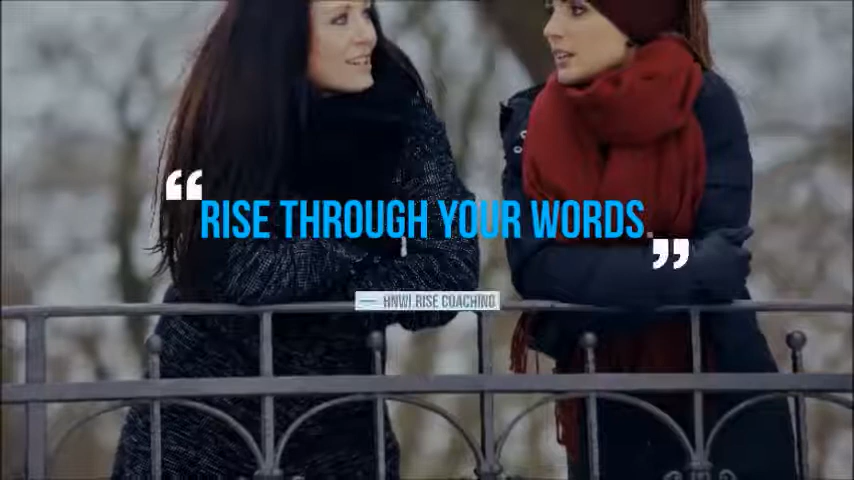 “RISE THROUGH YOUR WORDS.”
— HNWI.RISE COACHING